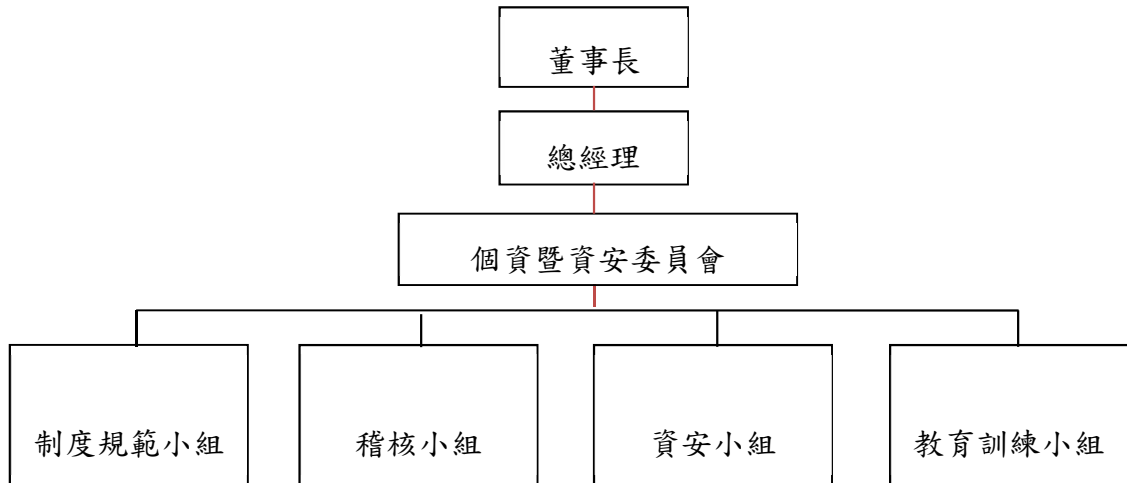 董事長
總經理
個資暨資安委員會
制度規範小組
稽核小組
資安小組
教育訓練小組